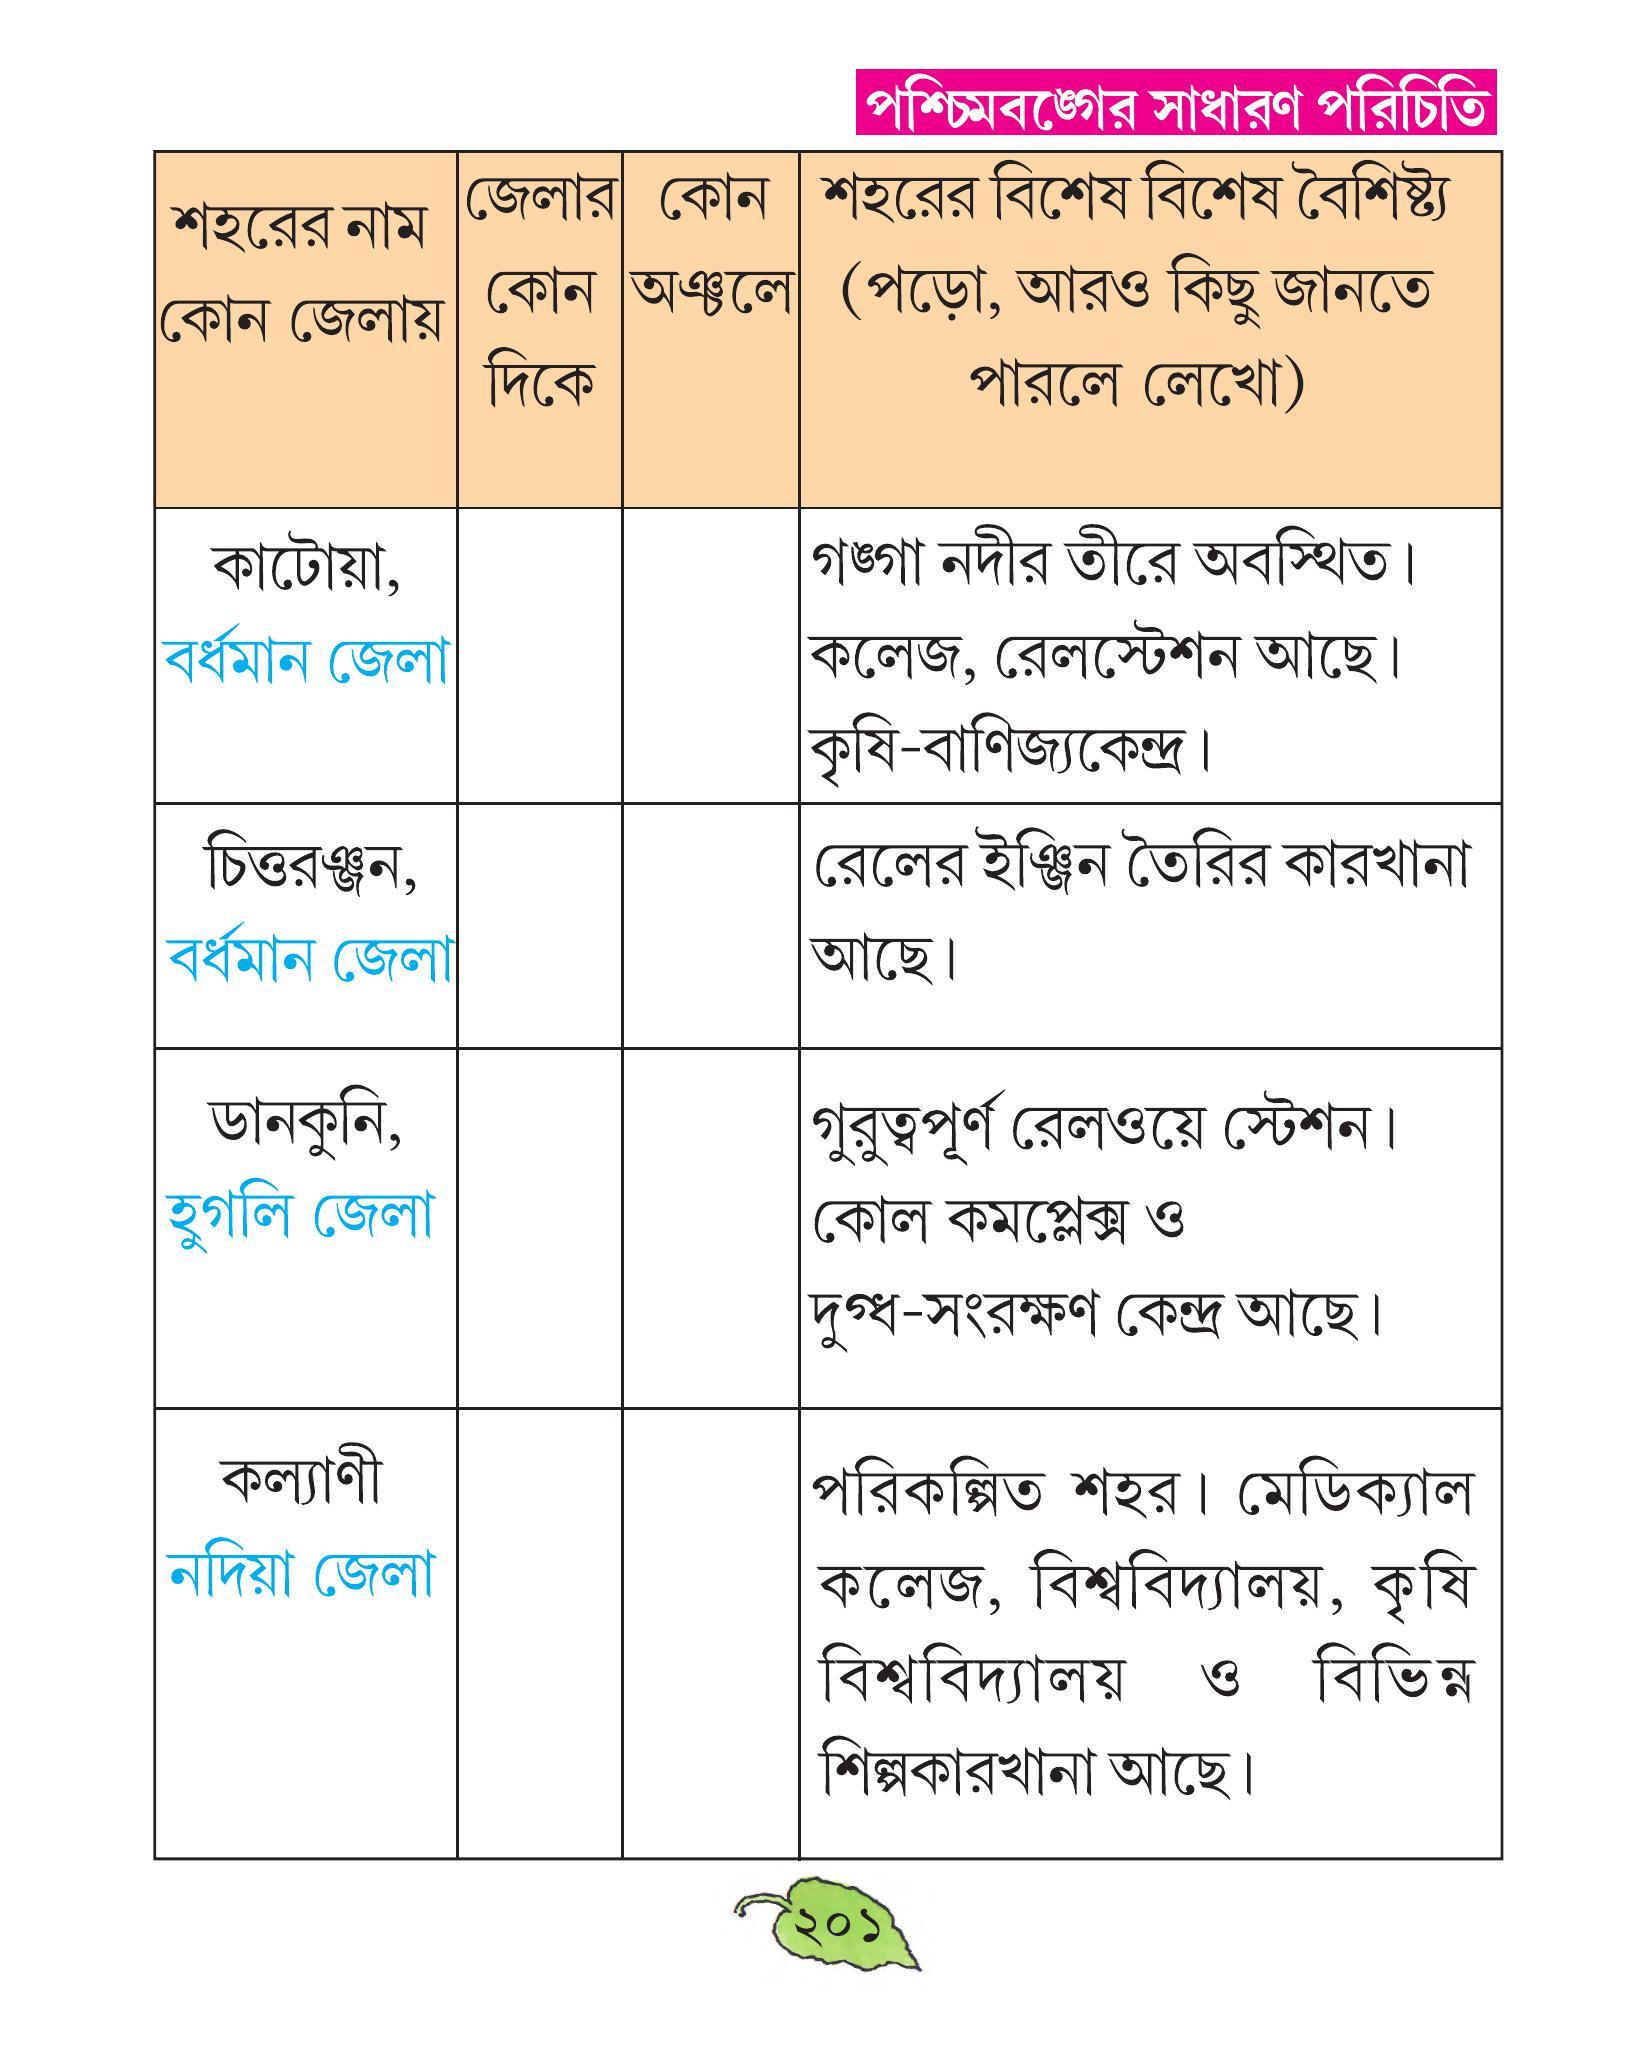 পশ্চিমবঙ্গের সাধারণ পরিচিতি
শহরের নাম
কোন জেলায়
জেলার
কোন
দিকে
কোন
অঞ্চলে
শহরের বিশেষ বিশেষ বৈশিষ্ট্য
(পড়ো, আরও কিছু জানতে
পারলে লেখো)
কাটোয়া,
বর্ধমান জেলা
গঙ্গা নদীর তীরে অবস্থিত।
কলেজ, রেলস্টেশন আছে।
কৃষি-বাণিজ্যকেন্দ্র।
চিত্তরঞ্জন,
বর্ধমান জেলা
রেলের ইঞ্জিন তৈরির কারখানা
আছে।
ডানকুনি,
হুগলি জেলা
গুরুত্বপূর্ণ রেলওয়ে স্টেশন।
কোল কমপ্লেক্স ও
দুগ্ধ-সংরক্ষণ কেন্দ্র আছে।
কল্যাণী
নদিয়া জেলা
পরিকল্পিত শহর। মেডিক্যাল
কলেজ, বিশ্ববিদ্যালয়, কৃষি
বিশ্ববিদ্যালয় ও বিভিন্ন
শিল্পকারখানা আছে।
২০১